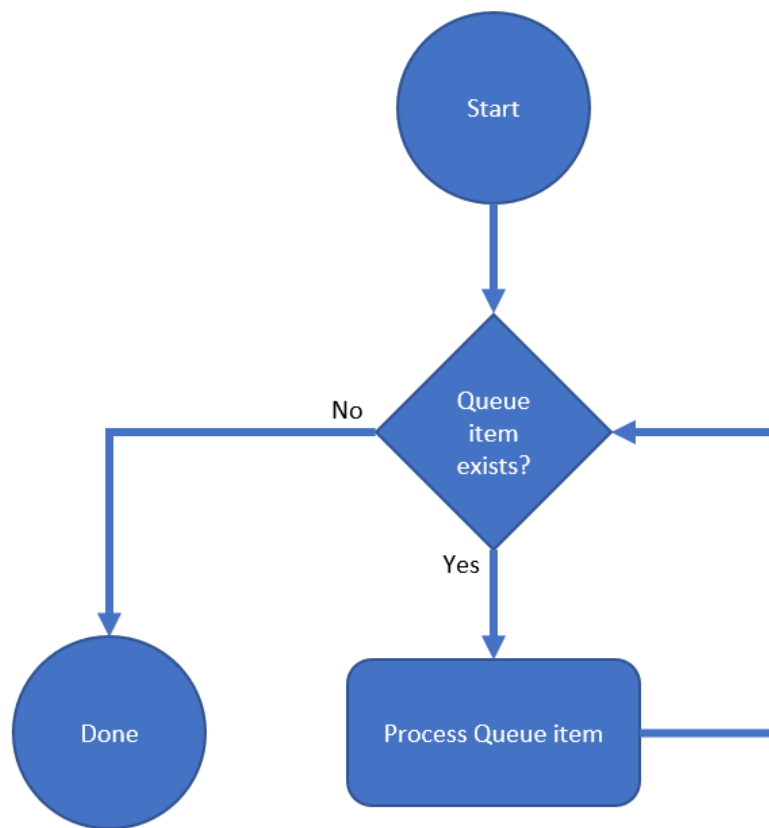 Start
Queue
item
exists?
No
Yes
Done
Process Queue item